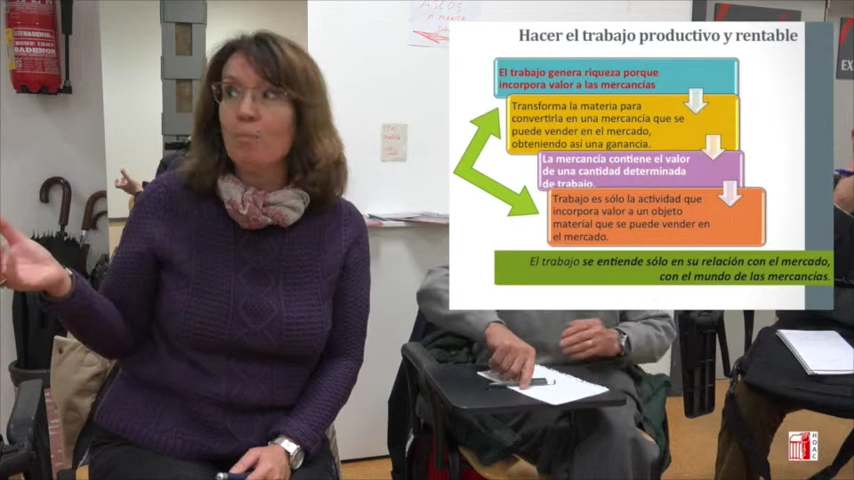 ASEOS
Y MANTA
Hacer el trabajo productivo y rentable
El trabajo genera riqueza porque
incorpora valor a las mercancías
Transforma la materia para
convertirla en una mercancía que se
puede vender en el mercado,
obteniendo así una ganancia.
La mercancía contiene el valor
de una cantidad determinada
de trabajo.
Trabajo es sólo la actividad que
incorpora valor a un objeto
material que se puede vender en
el mercado.
El trabajo se entiende sólo en su relación con el mercado,
con el mundo de las mercancías.
EX
HOAC